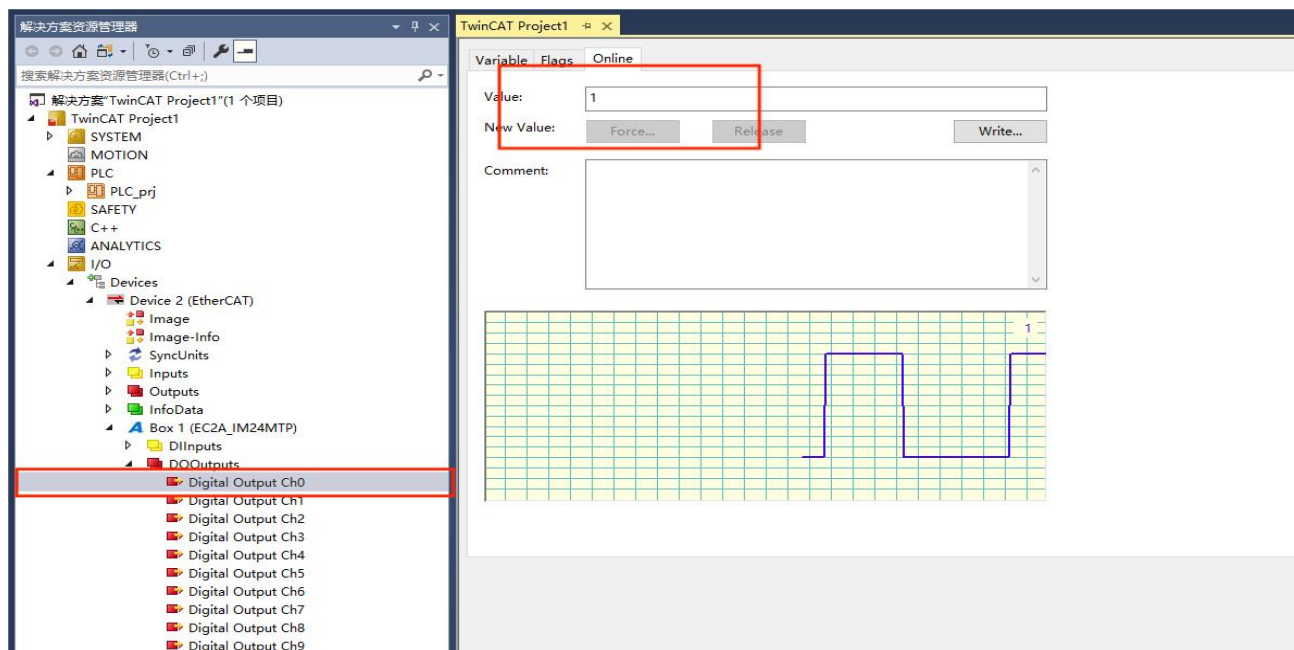 解决方案资源管理器
搜索解决方案资源管理器(Ctrl+;)
解决方案"TwinCAT Project1"(1 个项目)
TwinCAT Project1
SYSTEM
MOTION
PLC
PLC_prj
SAFETY
C++
ANALYTICS
I/O
Devices
Device 2 (EtherCAT)
Image
Image-Info
SyncUnits
Inputs
Outputs
InfoData
Box 1 (EC2A_IM24MTP)
DIInputs
DOOutputs
Digital Output Ch0
Digital Output Ch1
Digital Output Ch2
Digital Output Ch3
Digital Output Ch4
Digital Output Ch5
Digital Output Ch6
Digital Output Ch7
Digital Output Ch8
Digital Output Ch9
TwinCAT Project1
Variable Flags Online
Value: 1
New Value: Force... Release Write...
Comment:
1